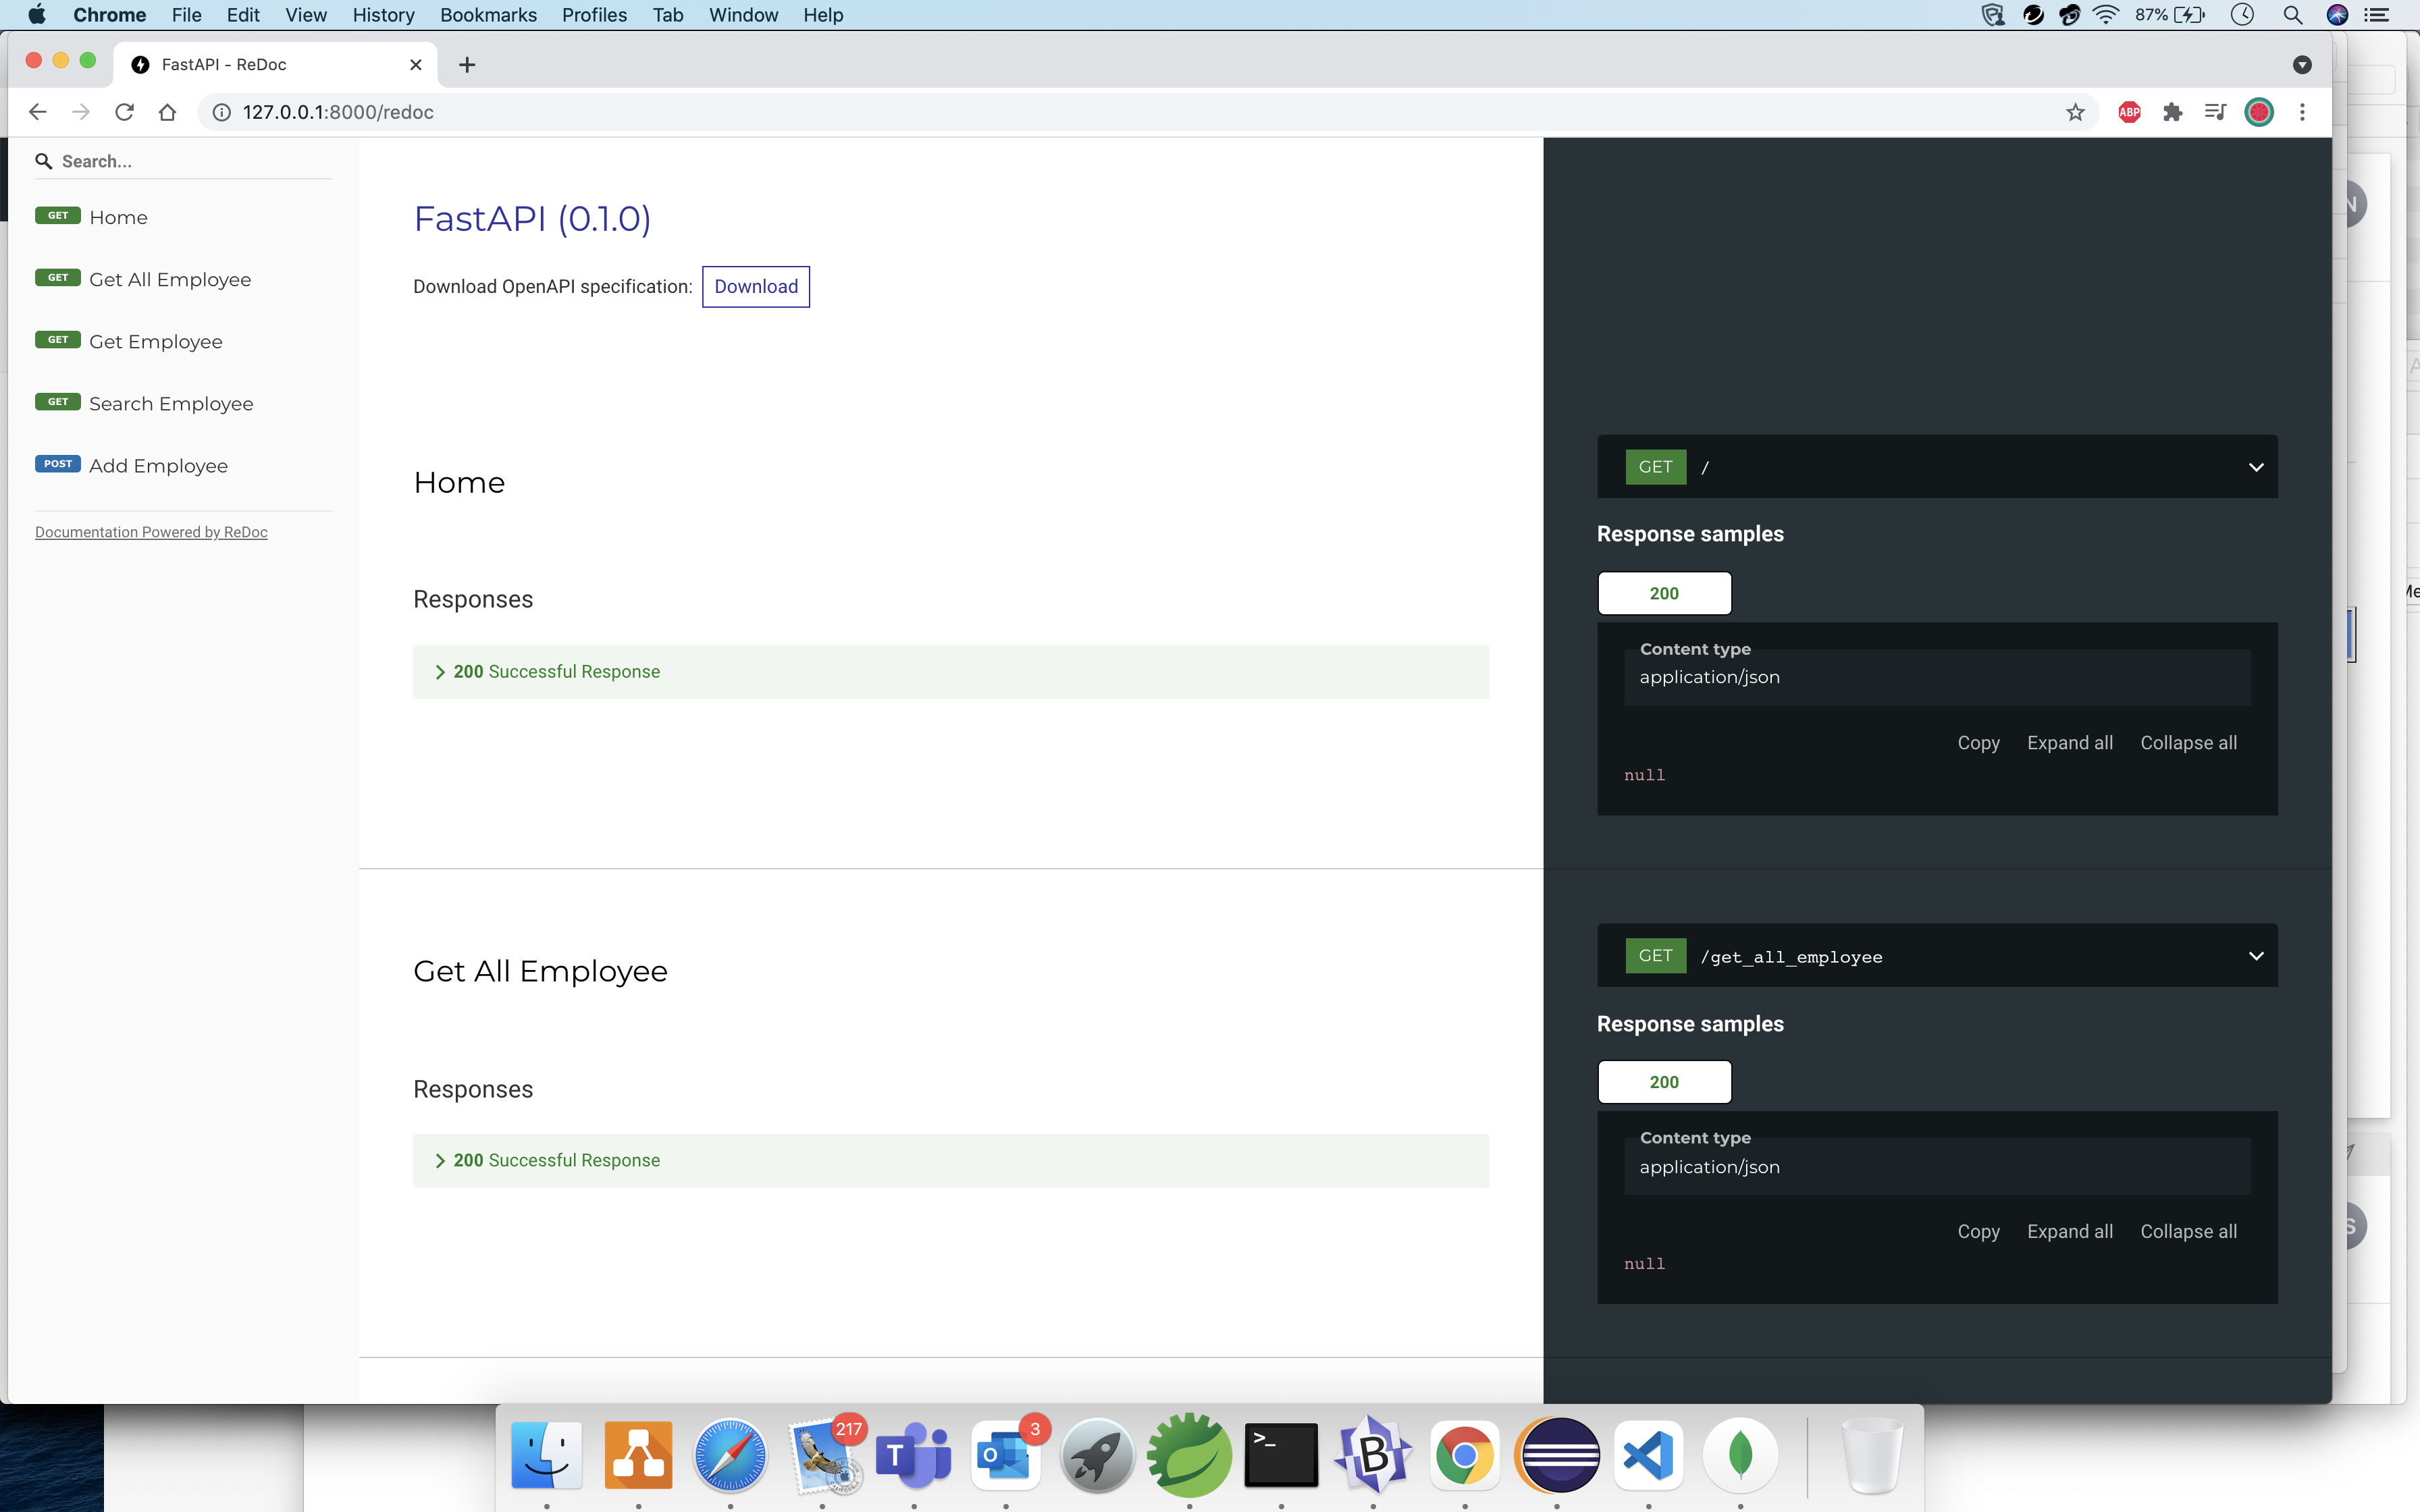 Chrome File Edit View History Bookmarks Profiles Tab Window Help 87%
FastAPI - ReDoc
127.0.0.1:8000/redoc
ABP
Search...
GET Home
GET Get All Employee
GET Get Employee
GET Search Employee
POST Add Employee
Documentation Powered by ReDoc
FastAPI (0.1.0)
Download OpenAPI specification: Download
Home
Responses
200 Successful Response
GET /
Response samples
200
Content type
application/json
Copy Expand all Collapse all
null
Get All Employee
Responses
200 Successful Response
GET /get_all_employee
Response samples
200
Content type
application/json
Copy Expand all Collapse all
null
N
A
S
217
T
O
3
>_
B